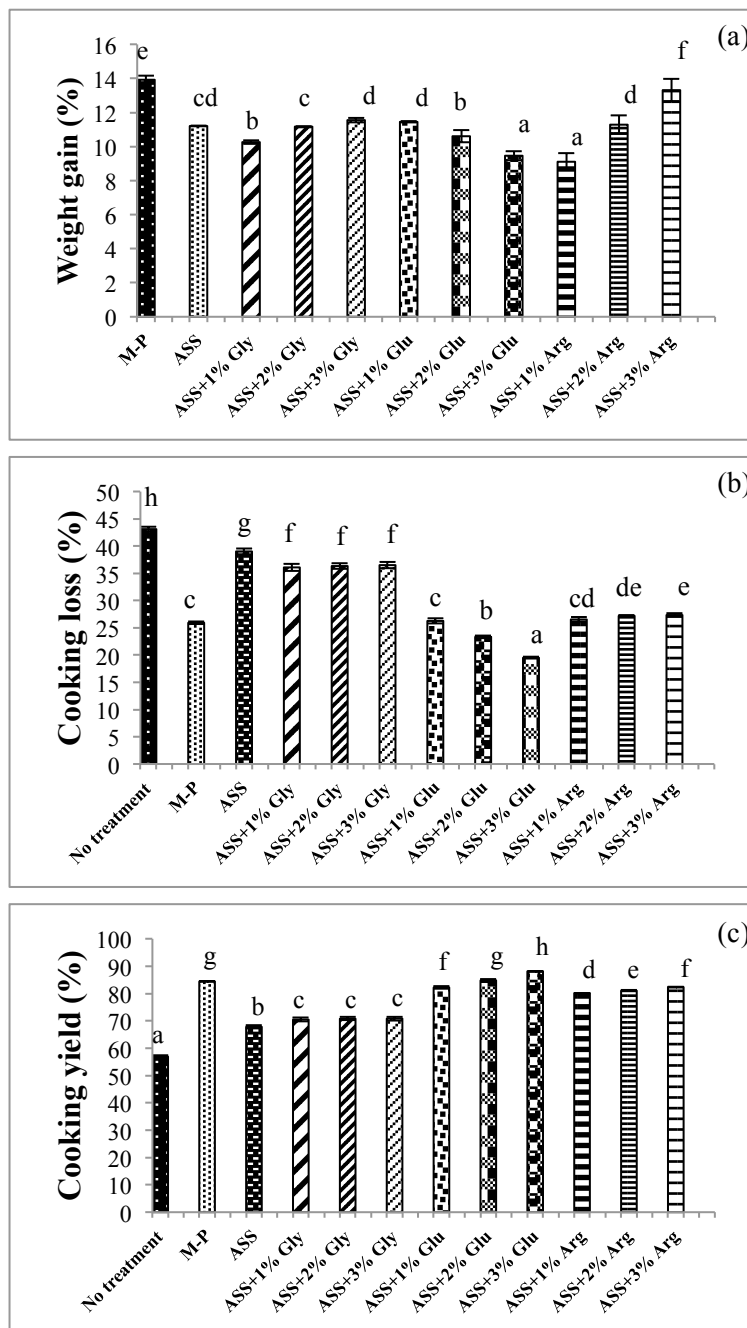 (a)
Weight gain (%)
16
14
12
10
8
6
4
2
0
e
cd
b
c
d
d
b
a
a
d
f
M-P
ASS
ASS+1% Gly
ASS+2% Gly
ASS+3% Gly
ASS+1% Glu
ASS+2% Glu
ASS+3% Glu
ASS+1% Arg
ASS+2% Arg
ASS+3% Arg
(b)
Cooking loss (%)
50
45
40
35
30
25
20
15
10
5
0
h
c
g
f
f
f
c
b
a
cd
de
e
No treatment
M-P
ASS
ASS+1% Gly
ASS+2% Gly
ASS+3% Gly
ASS+1% Glu
ASS+2% Glu
ASS+3% Glu
ASS+1% Arg
ASS+2% Arg
ASS+3% Arg
(c)
Cooking yield (%)
100
90
80
70
60
50
40
30
20
10
0
a
g
b
c
c
c
f
g
h
d
e
f
No treatment
M-P
ASS
ASS+1% Gly
ASS+2% Gly
ASS+3% Gly
ASS+1% Glu
ASS+2% Glu
ASS+3% Glu
ASS+1% Arg
ASS+2% Arg
ASS+3% Arg